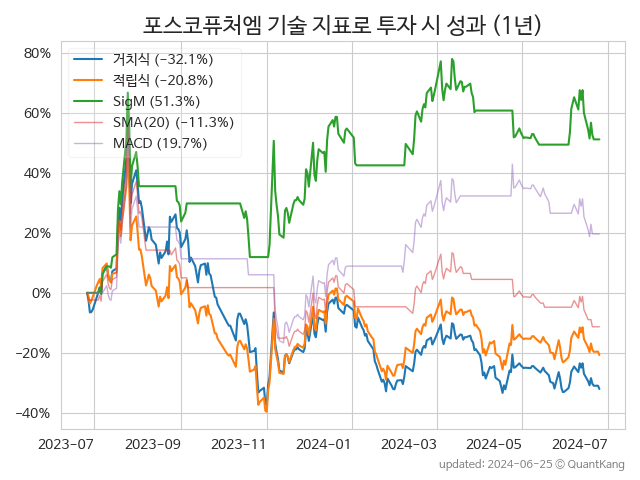 포스코퓨처엠 기술 지표로 투자 시 성과 (1년)
80%
60%
40%
20%
0%
−20%
−40%
거치식 (−32.1%)
적립식 (−20.8%)
SigM (51.3%)
SMA(20) (−11.3%)
MACD (19.7%)
2023-07 2023-09 2023-11 2024-01 2024-03 2024-05 2024-07
updated: 2024-06-25 © QuantKang